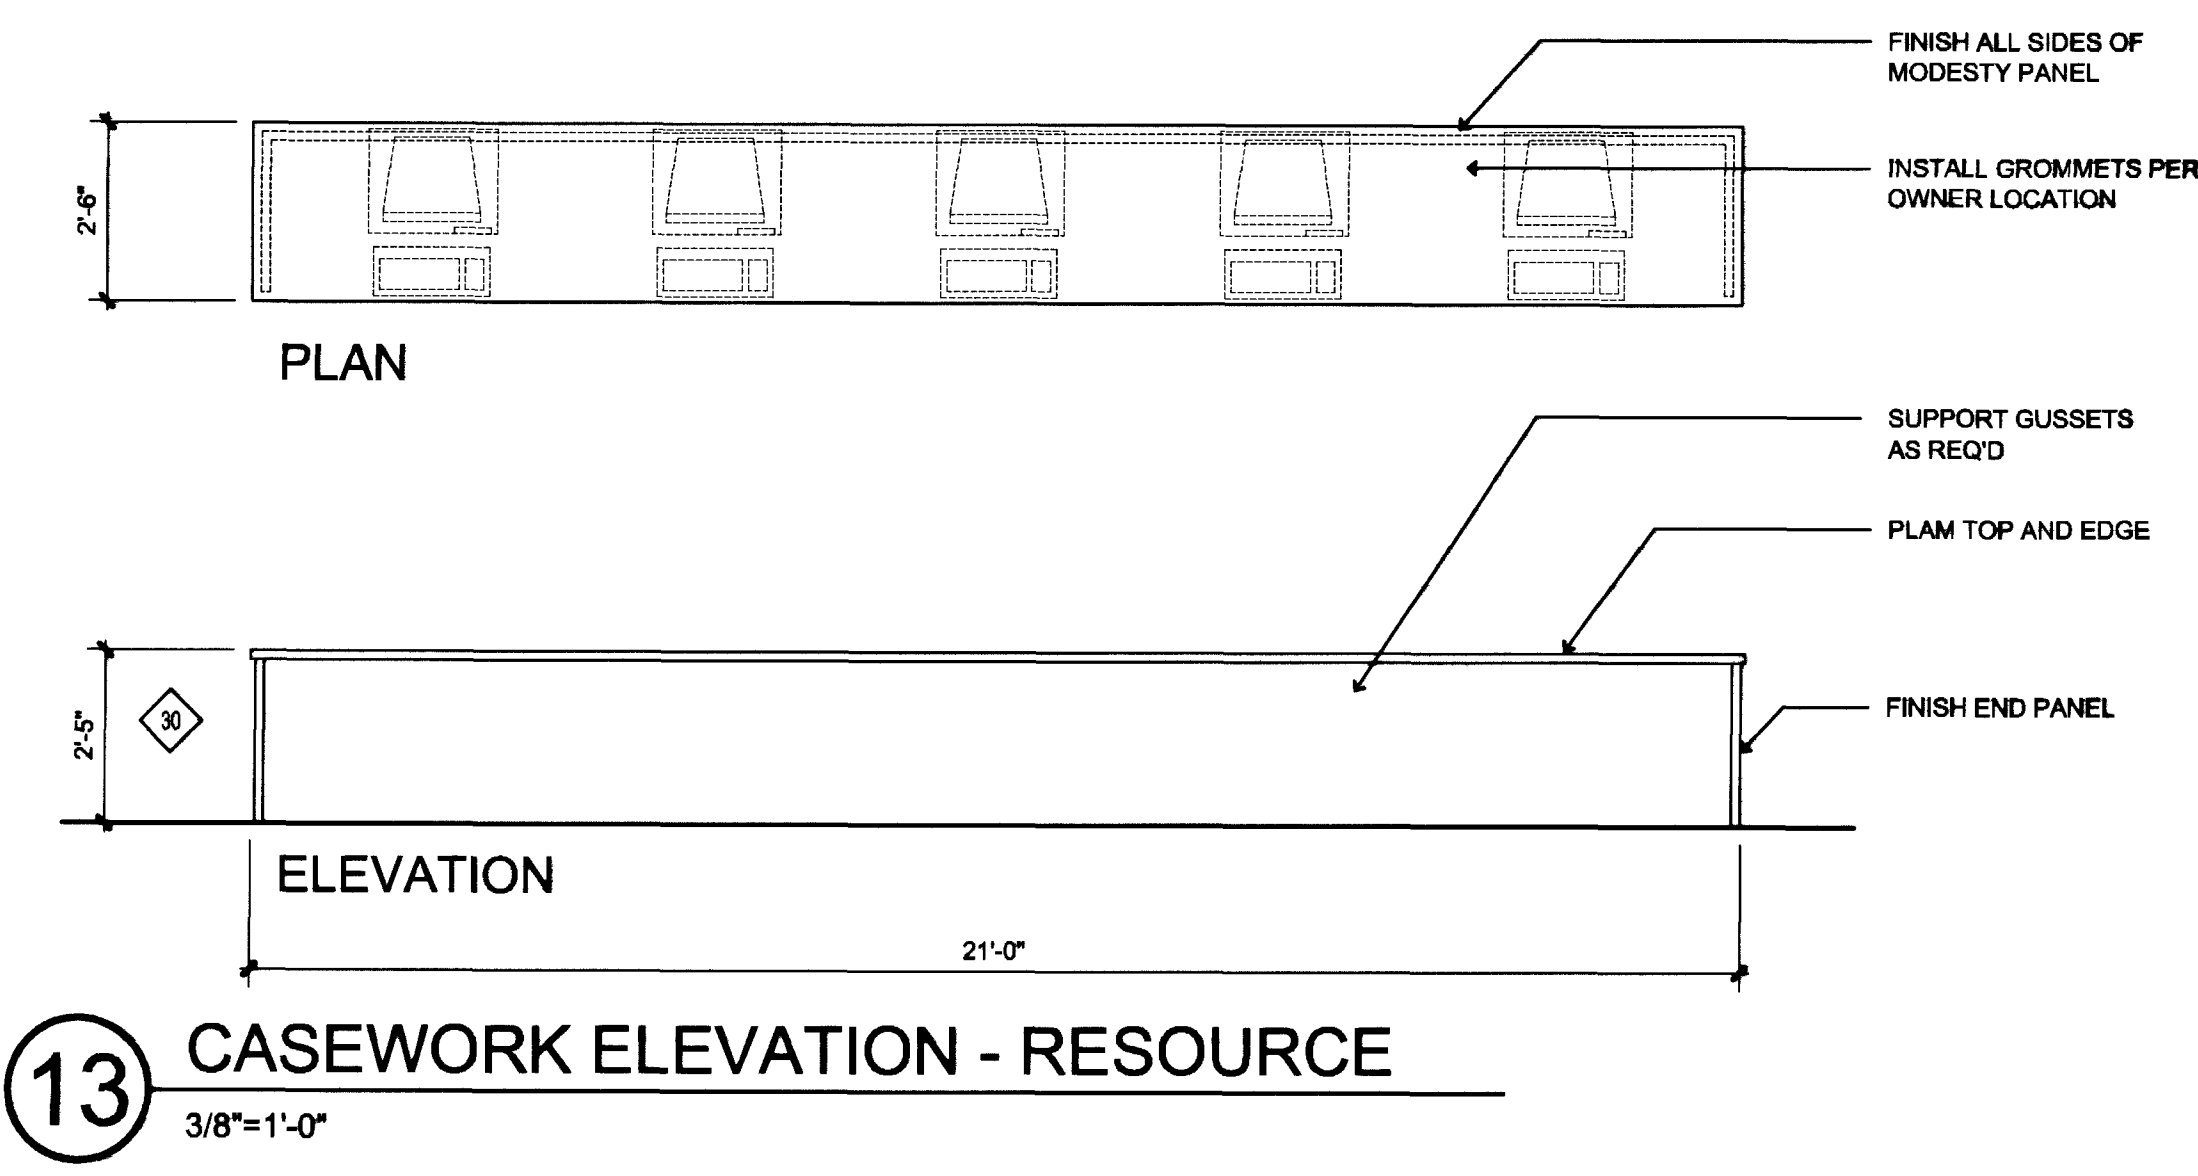 FINISH ALL SIDES OF
MODESTY PANEL
INSTALL GROMMETS PER
OWNER LOCATION
2'-6"
PLAN
SUPPORT GUSSETS
AS REQ'D
PLAM TOP AND EDGE
2'-5"
30
FINISH END PANEL
ELEVATION
21'-0"
13
CASEWORK ELEVATION - RESOURCE
3/8"=1'-0"